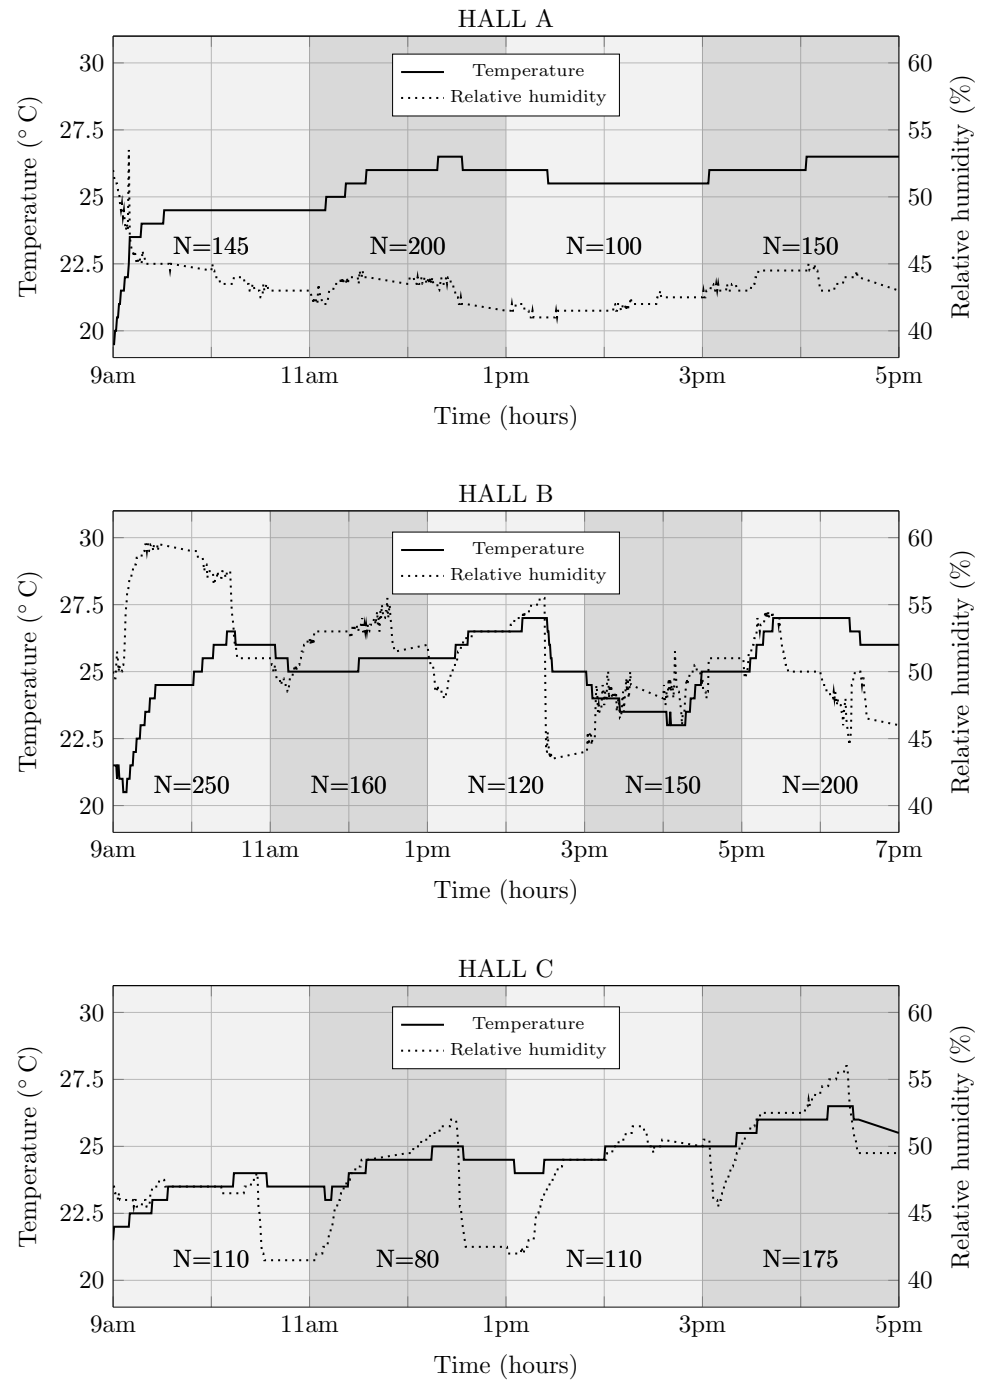 HALL A
Temperature
Relative humidity
30
27.5
25
22.5
20
60
55
50
45
40
Temperature (° C)
Relative humidity (%)
N=145 N=200 N=100 N=150
9am 11am 1pm 3pm 5pm
Time (hours)
HALL B
Temperature
Relative humidity
30
27.5
25
22.5
20
60
55
50
45
40
Temperature (° C)
Relative humidity (%)
N=250 N=160 N=120 N=150 N=200
9am 11am 1pm 3pm 5pm 7pm
Time (hours)
HALL C
Temperature
Relative humidity
30
27.5
25
22.5
20
60
55
50
45
40
Temperature (° C)
Relative humidity (%)
N=110 N=80 N=110 N=175
9am 11am 1pm 3pm 5pm
Time (hours)